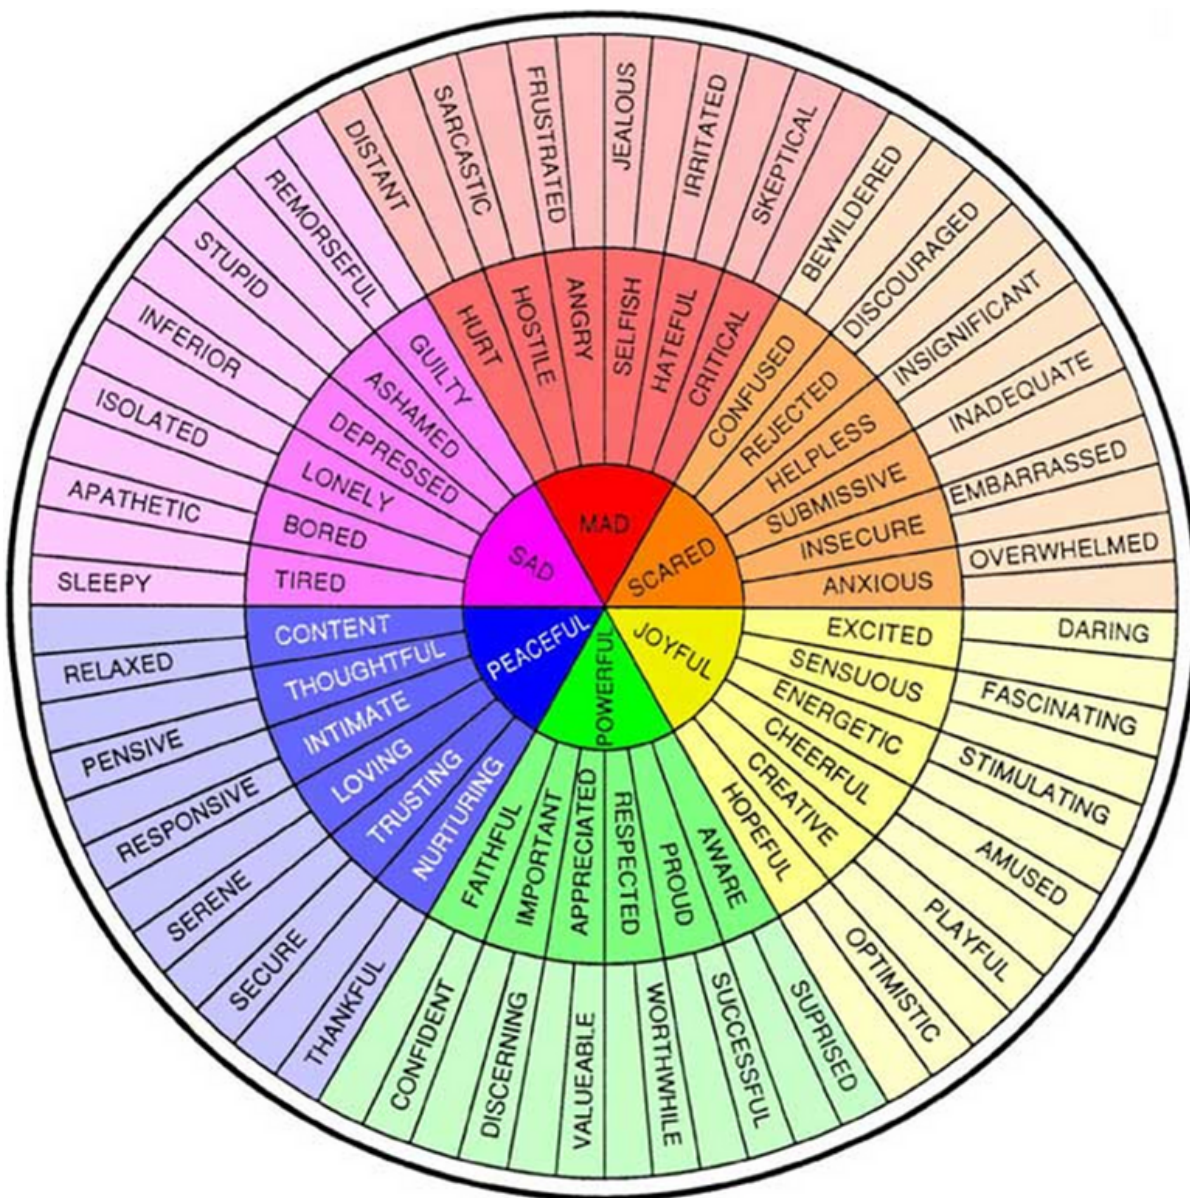 MAD
SCARED
JOYFUL
POWERFUL
PEACEFUL
SAD
HURT
HOSTILE
ANGRY
SELFISH
HATEFUL
CRITICAL
CONFUSED
REJECTED
HELPLESS
SUBMISSIVE
INSECURE
ANXIOUS
EXCITED
SENSUOUS
ENERGETIC
CHEERFUL
CREATIVE
HOPEFUL
AWARE
PROUD
RESPECTED
APPRECIATED
IMPORTANT
FAITHFUL
NURTURING
TRUSTING
LOVING
INTIMATE
THOUGHTFUL
CONTENT
TIRED
BORED
LONELY
DEPRESSED
ASHAMED
GUILTY
DISTANT
SARCASTIC
FRUSTRATED
JEALOUS
IRRITATED
SKEPTICAL
BEWILDERED
DISCOURAGED
INSIGNIFICANT
INADEQUATE
EMBARRASSED
OVERWHELMED
DARING
FASCINATING
STIMULATING
AMUSED
PLAYFUL
OPTIMISTIC
SUPRISED
SUCCESSFUL
WORTHWHILE
VALUEABLE
DISCERNING
CONFIDENT
THANKFUL
SECURE
SERENE
RESPONSIVE
PENSIVE
RELAXED
SLEEPY
APATHETIC
ISOLATED
INFERIOR
STUPID
REMORSEFUL